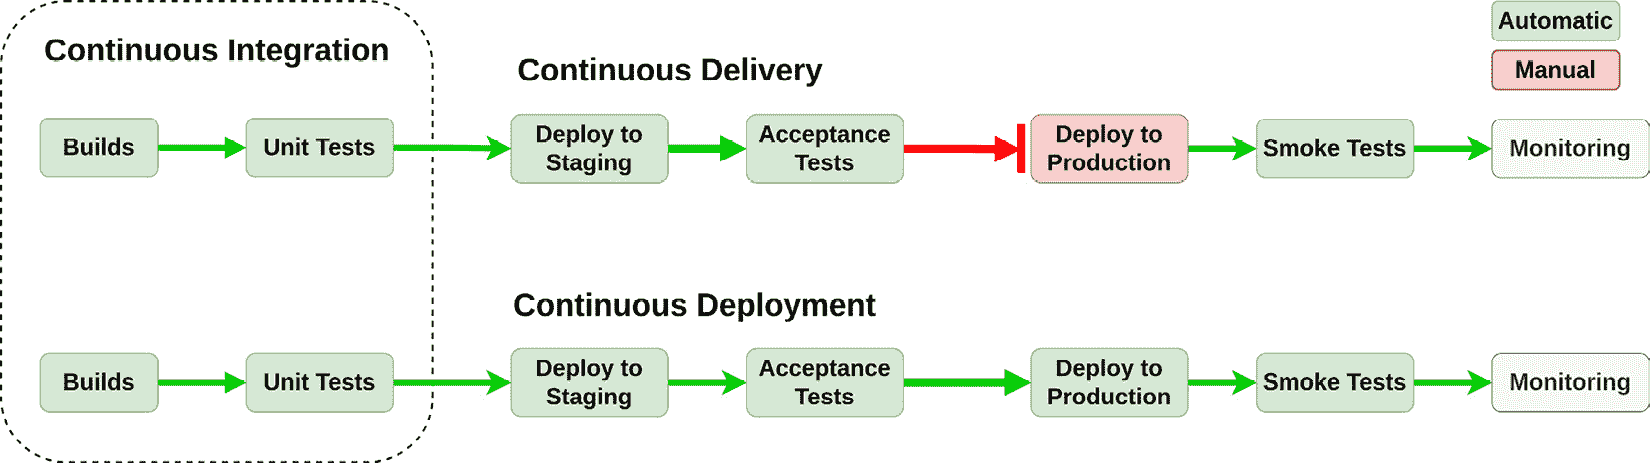 Automatic
Manual
Continuous Integration
Continuous Delivery
Builds
Unit Tests
Deploy to
Staging
Acceptance
Tests
Deploy to
Production
Smoke Tests
Monitoring
Continuous Deployment
Builds
Unit Tests
Deploy to
Staging
Acceptance
Tests
Deploy to
Production
Smoke Tests
Monitoring